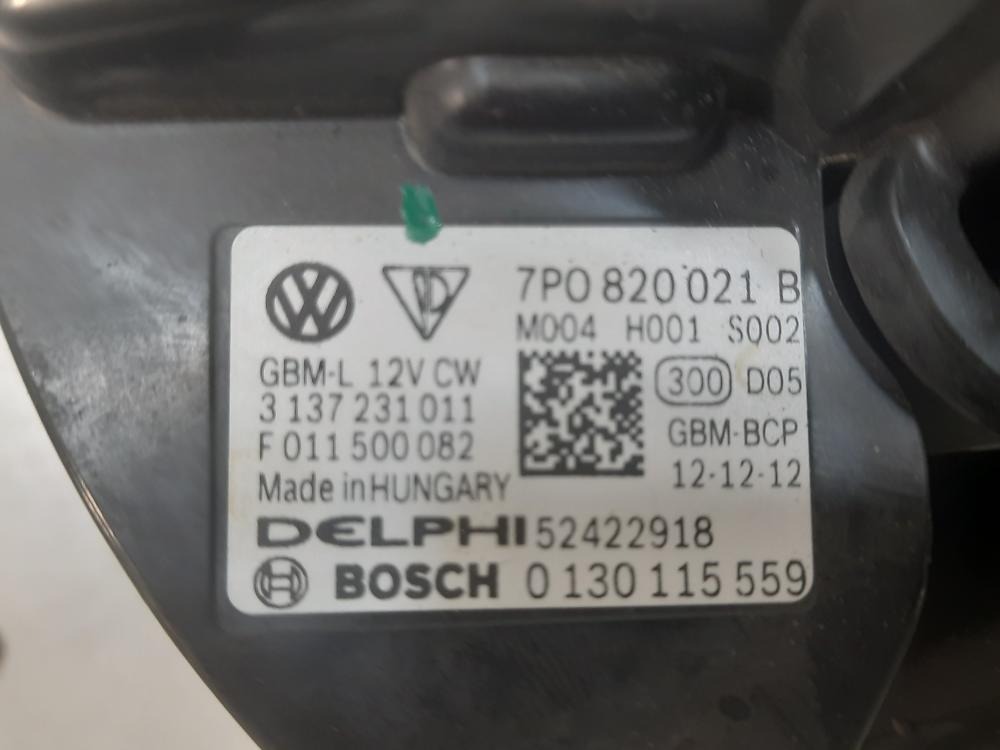 7P0 820 021 B
M004 H001 S002
GBM-L 12V CW
3 137 231 011
F 011 500 082
Made in HUNGARY
300 D05
GBM-BCP
12-12-12
DELPHI 52422918
BOSCH 0 130 115 559